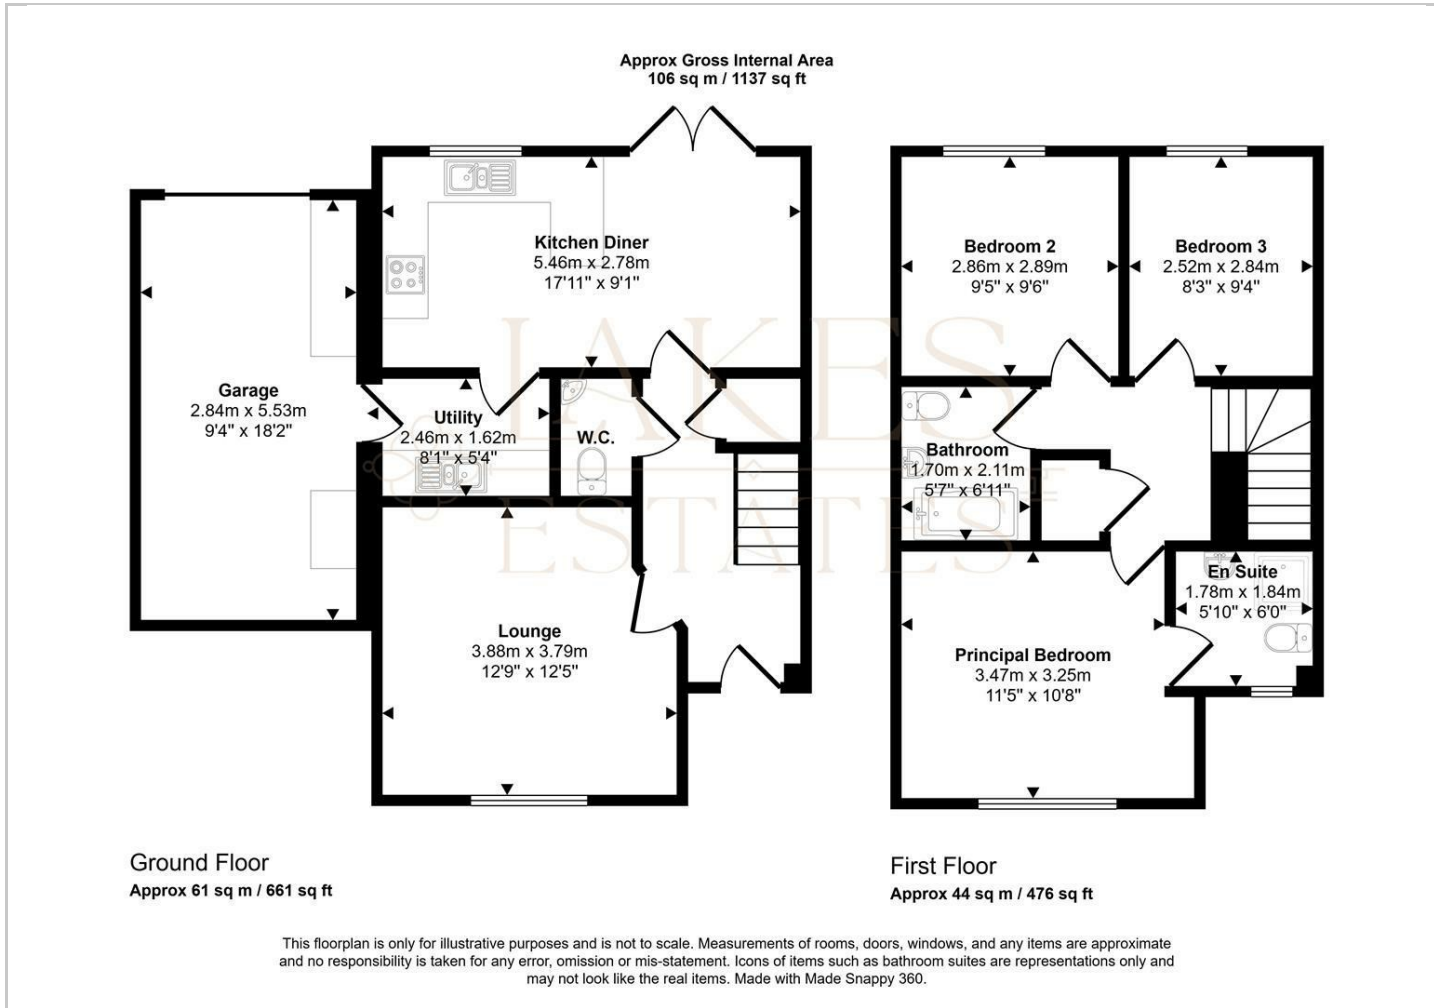 Approx Gross Internal Area
106 sq m / 1137 sq ft
Kitchen Diner
5.46m x 2.78m
17'11" x 9'1"
Garage
2.84m x 5.53m
9'4" x 18'2"
Utility
2.46m x 1.62m
8'1" x 5'4"
W.C.
Lounge
3.88m x 3.79m
12'9" x 12'5"
Ground Floor
Approx 61 sq m / 661 sq ft
Bedroom 2
2.86m x 2.89m
9'5" x 9'6"
Bedroom 3
2.52m x 2.84m
8'3" x 9'4"
Bathroom
1.70m x 2.11m
5'7" x 6'11"
En Suite
1.78m x 1.84m
5'10" x 6'0"
Principal Bedroom
3.47m x 3.25m
11'5" x 10'8"
First Floor
Approx 44 sq m / 476 sq ft
LAKES
ESTATES
This floorplan is only for illustrative purposes and is not to scale. Measurements of rooms, doors, windows, and any items are approximate
and no responsibility is taken for any error, omission or mis-statement. Icons of items such as bathroom suites are representations only and
may not look like the real items. Made with Made Snappy 360.